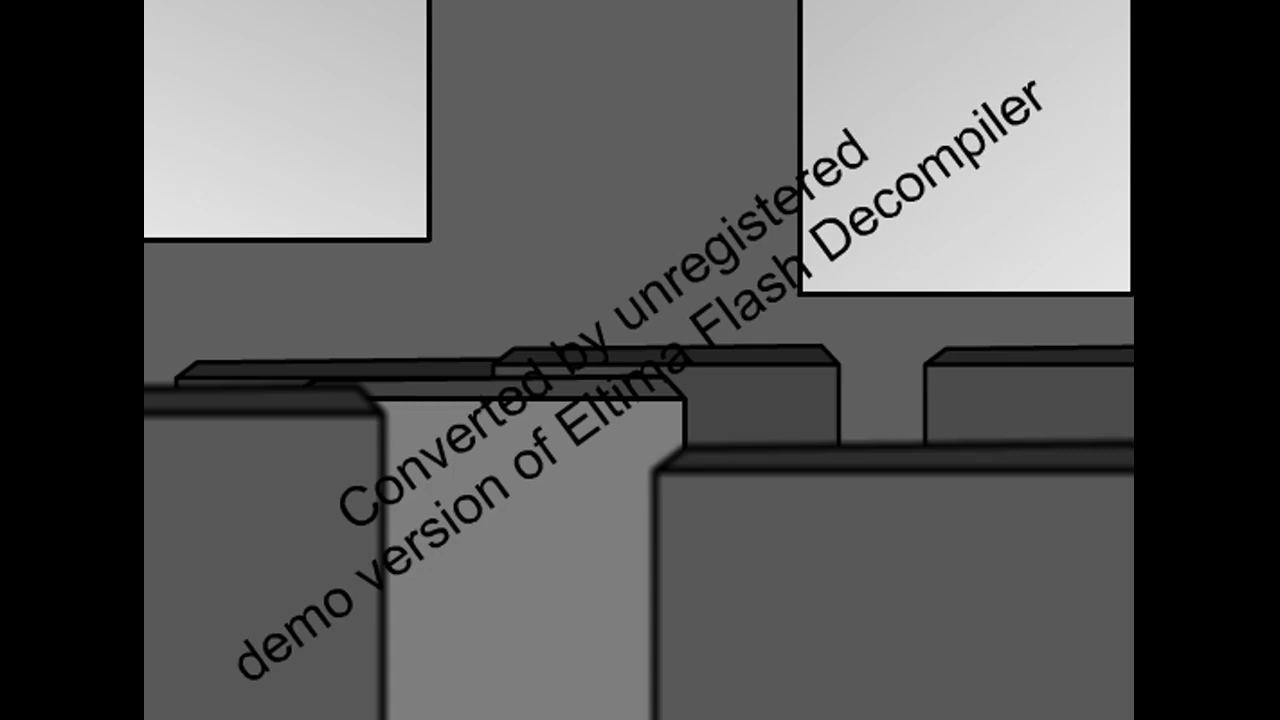 Converted by unregistered
demo version of Eltima Flash Decompiler